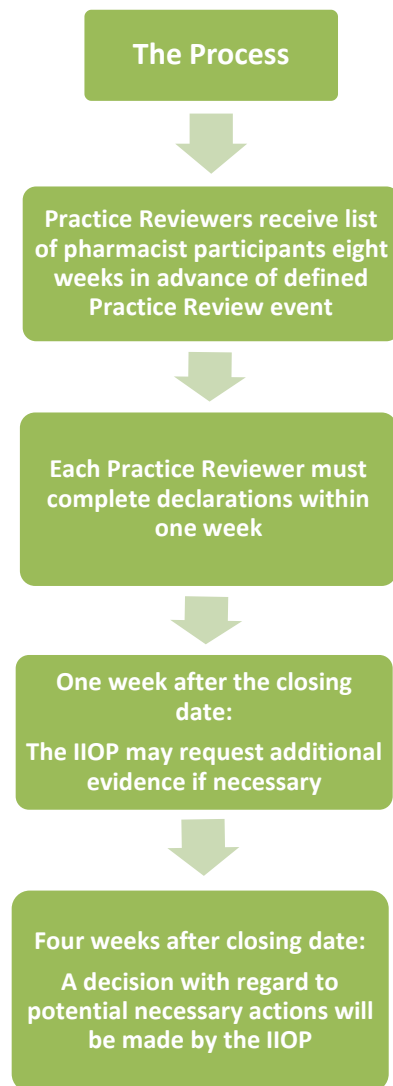 The Process
Practice Reviewers receive list
of pharmacist participants eight
weeks in advance of defined
Practice Review event
Each Practice Reviewer must
complete declarations within
one week
One week after the closing
date:
The IIOP may request additional
evidence if necessary
Four weeks after closing date:
A decision with regard to
potential necessary actions will
be made by the IIOP